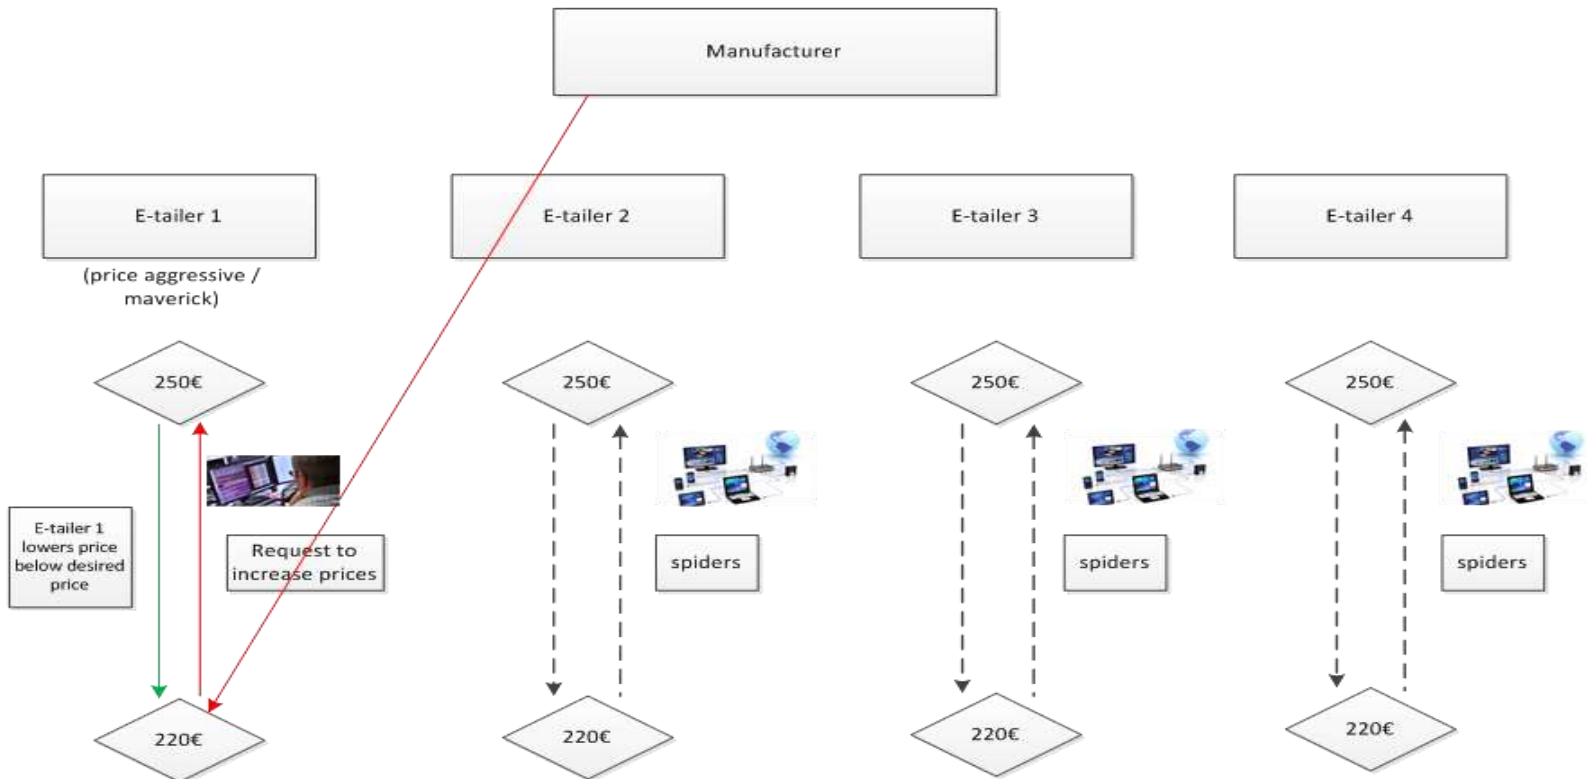 Manufacturer
E-tailer 1
E-tailer 2
E-tailer 3
E-tailer 4
(price aggressive /
maverick)
250€
250€
250€
250€
E-tailer 1
lowers price
below desired
price
Request to
increase prices
spiders
spiders
spiders
220€
220€
220€
220€